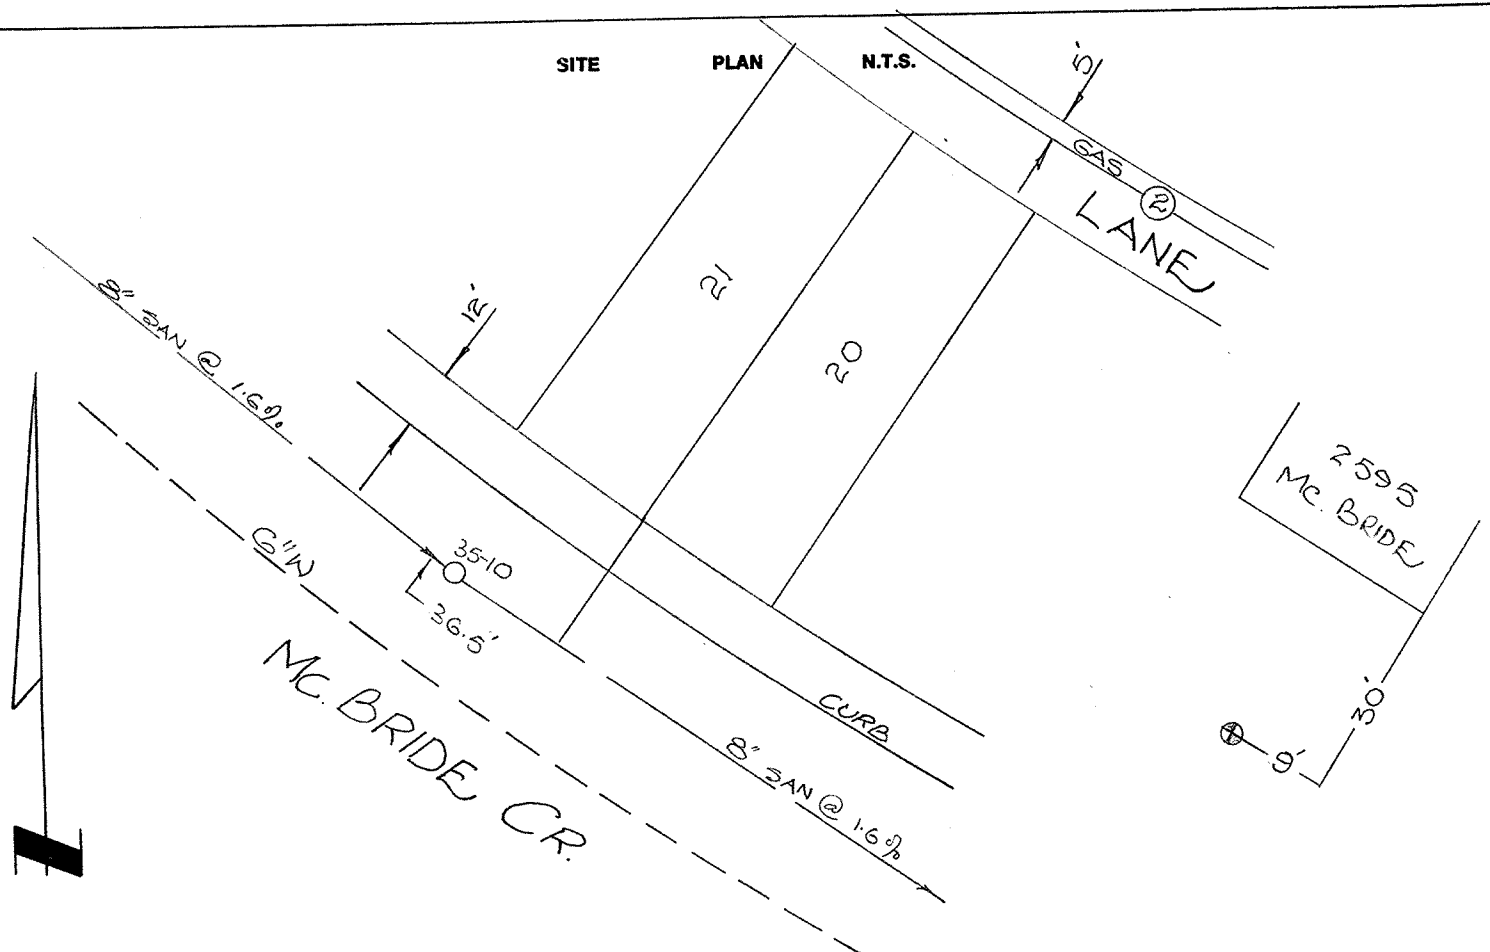 SITE PLAN N.T.S.
5'
GAS
2
LANE
21
12'
8" SAN @ 1.6%
20
2595
MC. BRIDE
6" W
35-10
36.5'
MC. BRIDE CR.
CURB
30'
9'
8" SAN @ 1.6%